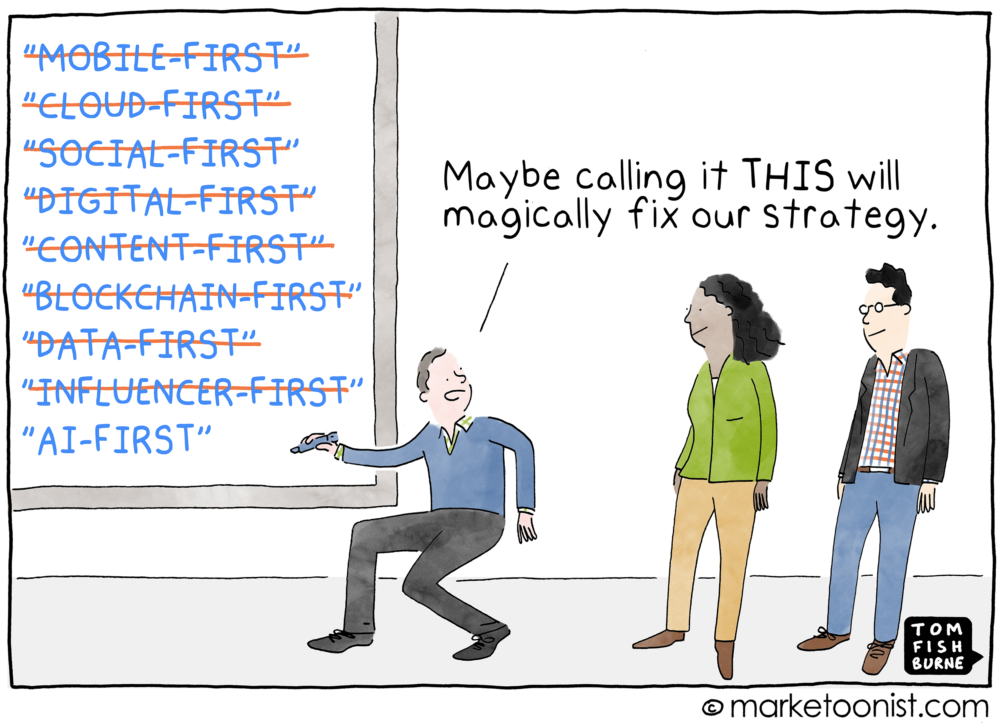 "MOBILE-FIRST"
"CLOUD-FIRST"
"SOCIAL-FIRST"
"DIGITAL-FIRST"
"CONTENT-FIRST"
"BLOCKCHAIN-FIRST"
"DATA-FIRST"
"INFLUENCER-FIRST"
"AI-FIRST"
Maybe calling it THIS will
magically fix our strategy.
TOM
FISH
BURNE
© marketoonist.com